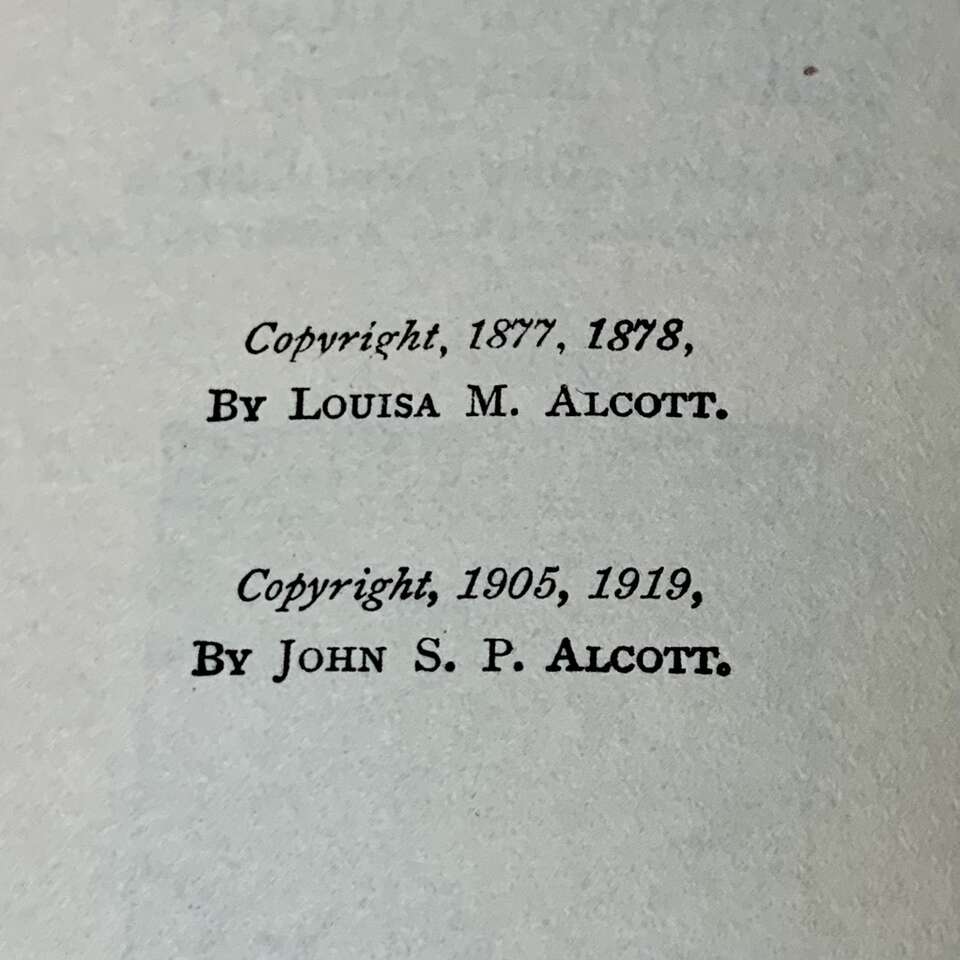 Copyright, 1877, 1878,
By Louisa M. Alcott.
Copyright, 1905, 1919,
By John S. P. Alcott.